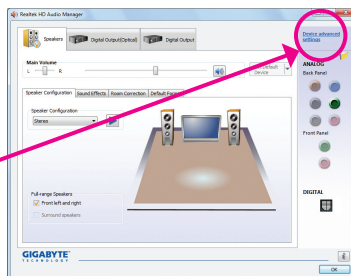 Realtek HD Audio Manager
Speakers
Digital Output(Optical)
Digital Output
Device advanced
settings
Main Volume
L
R
Device
ANALOG
Back Panel
Speaker Configuration
Sound Effects
Room Correction
Default Format
Speaker Configuration
Stereo
Front Panel
Full-range Speakers
Front left and right
Surround speakers
DIGITAL
GIGABYTE
TECHNOLOGY
OK